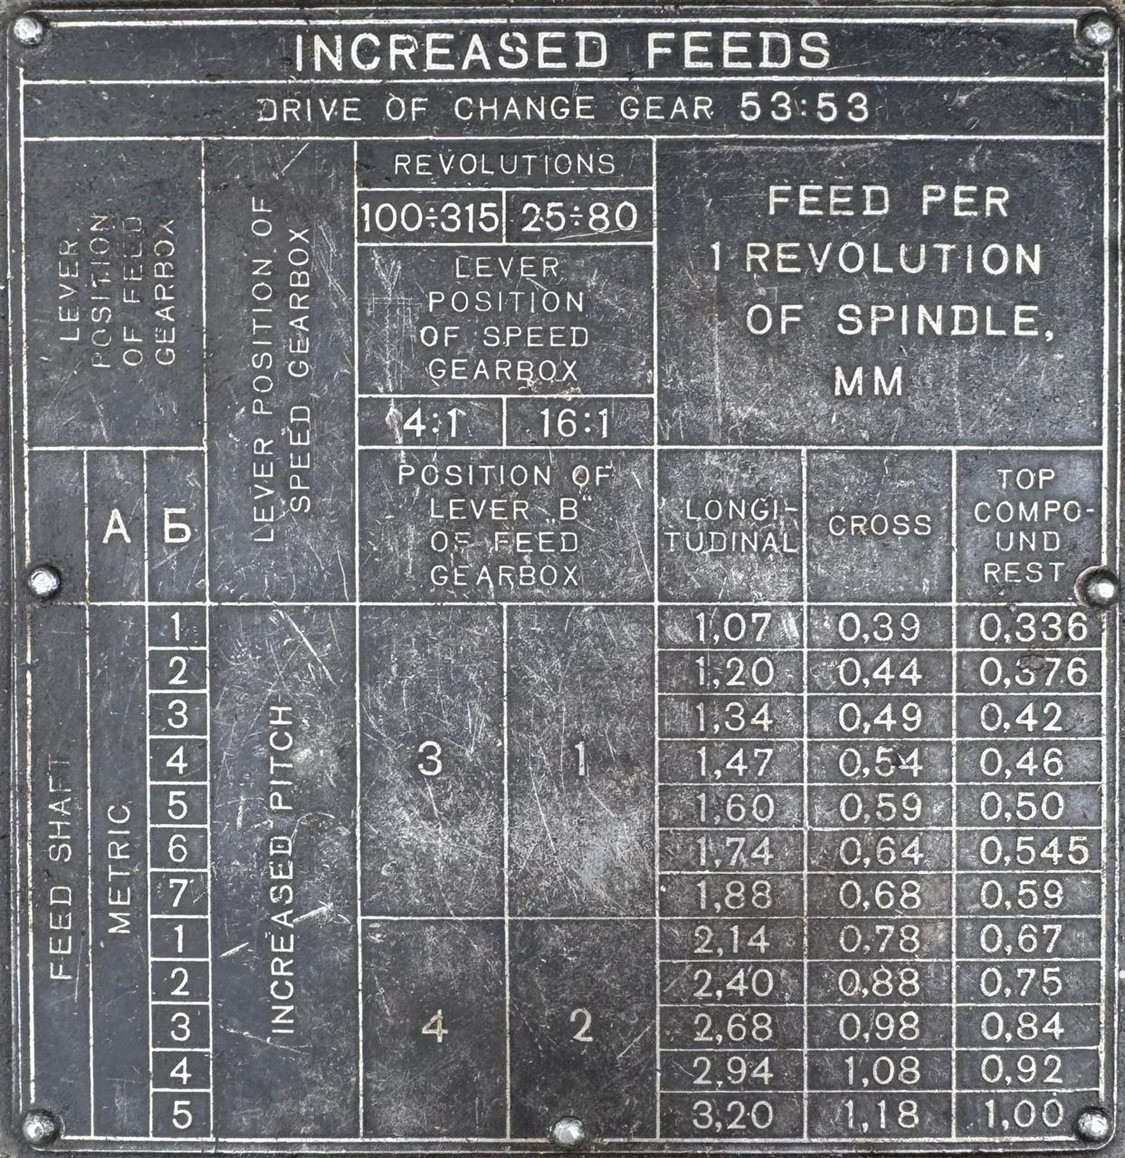 INCREASED FEEDS
DRIVE OF CHANGE GEAR 53:53
LEVER
POSITION
OF FEED
GEARBOX
LEVER POSITION OF
SPEED GEARBOX
REVOLUTIONS
100÷315 25÷80
LEVER
POSITION
OF SPEED
GEARBOX
4:1 16:1
FEED PER
1 REVOLUTION
OF SPINDLE,
MM
A Б
POSITION OF
LEVER „B“
OF FEED
GEARBOX
LONGI-
TUDINAL
CROSS
TOP
COMPO-
UND
REST
FEED SHAFT
METRIC
INCREASED PITCH
1 1,07 0,39 0,336
2 1,20 0,44 0,376
3 1,34 0,49 0,42
4 3 1 1,47 0,54 0,46
5 1,60 0,59 0,50
6 1,74 0,64 0,545
7 1,88 0,68 0,59
1 2,14 0,78 0,67
2 2,40 0,88 0,75
3 4 2 2,68 0,98 0,84
4 2,94 1,08 0,92
5 3,20 1,18 1,00